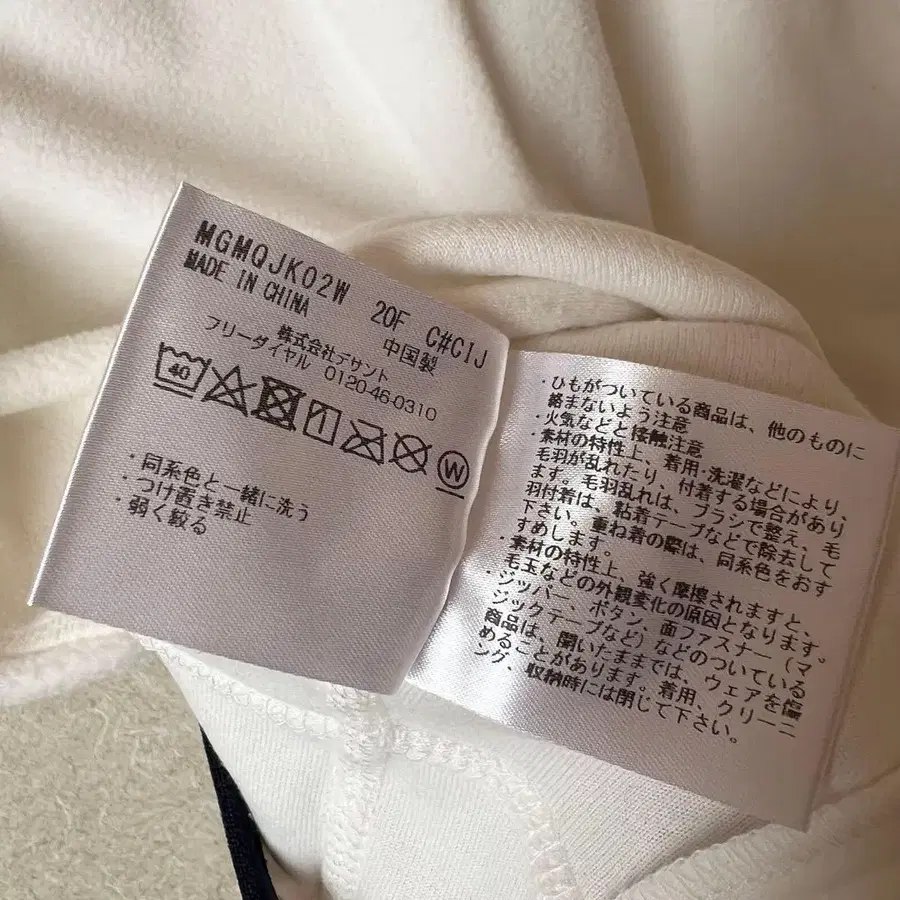 MGMQJK02W 20F C#CIJ
MADE IN CHINA 中国製
株式会社デサント
フリーダイヤル 0120-46-0310
40
W
・同系色と一緒に洗う
・つけ置き禁止
・弱く絞る
・ひもがついている商品は、他のものに
絡まないよう注意
・火気などと接触注意
・素材の特性上、着用・洗濯などにより、
毛羽が乱れたり、付着する場合があり
ます。毛羽乱れは、ブラシで整え、毛
羽付着は、粘着テープなどで除去して
下さい。重ね着の際は、同系色をおす
すめします。
・素材の特性上、強く摩擦されますと、
毛玉などの外観変化の原因となります。
・ジッパー、ボタン、面ファスナー（マ
ジックテープなど）などのついている
商品は、開いたままでは、ウェアを傷
めることがあります。着用、クリーニ
ング、収納時には閉じて下さい。